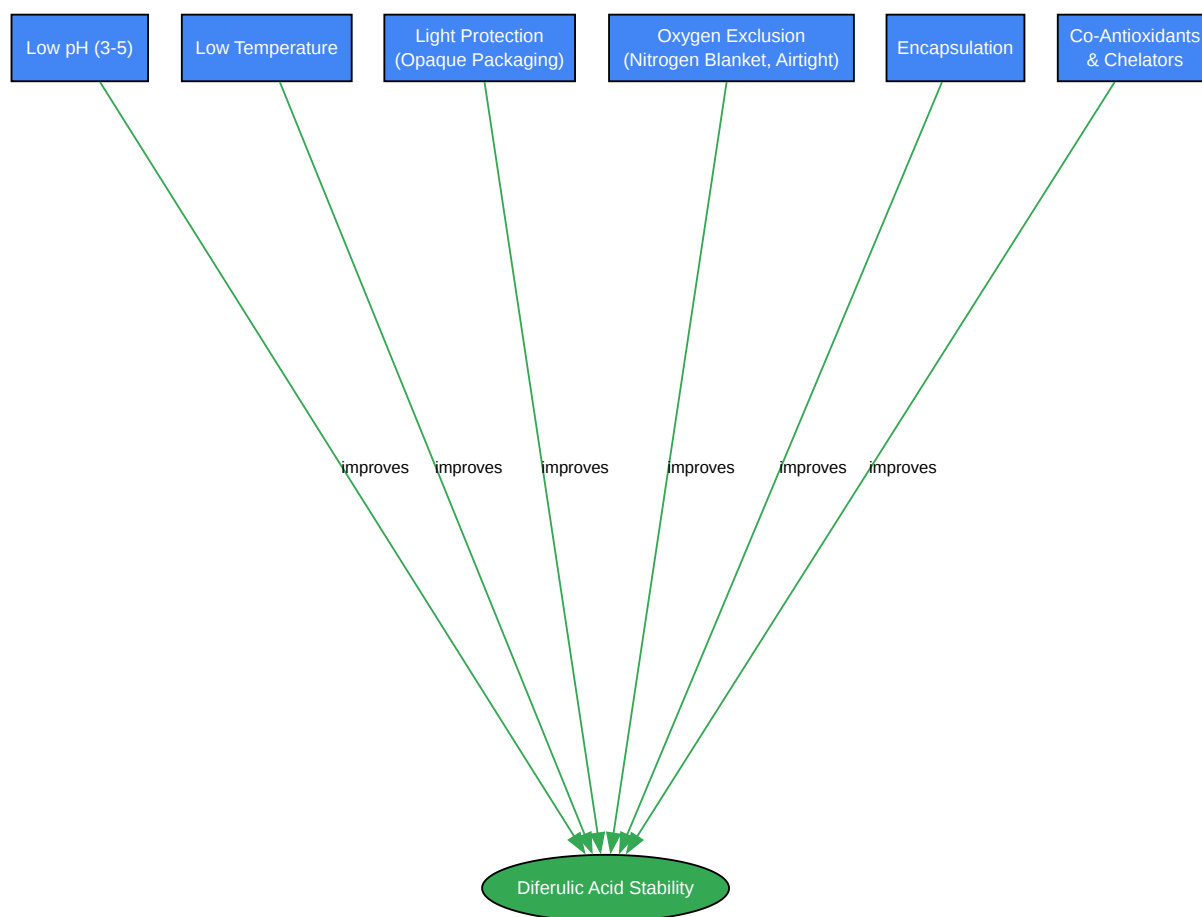 Low pH (3-5)
Low Temperature
Light Protection
(Opaque Packaging)
Oxygen Exclusion
(Nitrogen Blanket, Airtight)
Encapsulation
Co-Antioxidants
& Chelators
improves
improves
improves
improves
improves
improves
Diferulic Acid Stability